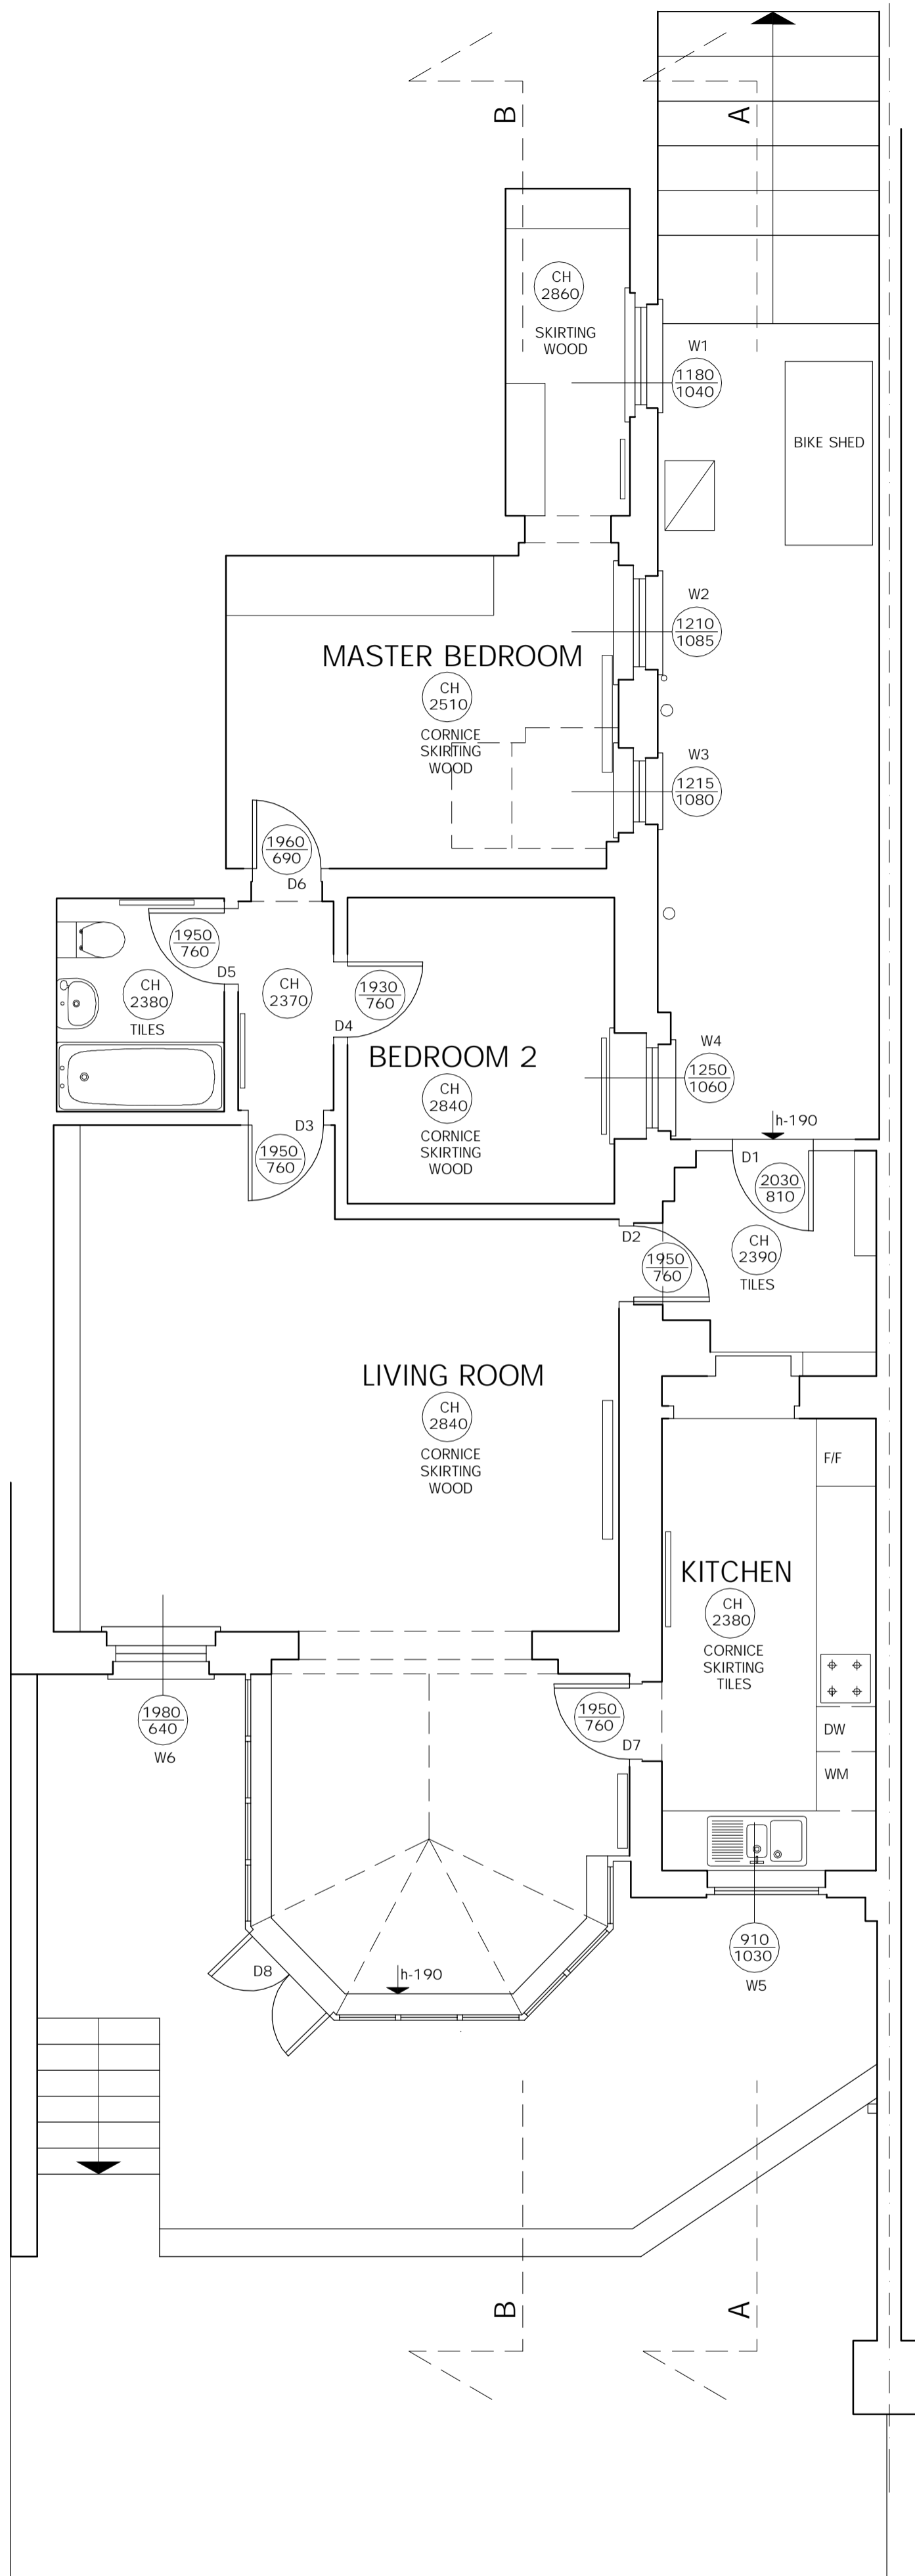 B
A
CH
2860
SKIRTING
WOOD
W1
1180
1040
BIKE SHED
W2
1210
1085
MASTER BEDROOM
CH
2510
CORNICE
SKIRTING
WOOD
W3
1215
1080
1960
690
D6
1950
760
D5
CH
2380
TILES
CH
2370
1930
760
D4
BEDROOM 2
CH
2840
CORNICE
SKIRTING
WOOD
W4
1250
1060
h-190
D3
1950
760
D1
2030
810
D2
1950
760
CH
2390
TILES
LIVING ROOM
CH
2840
CORNICE
SKIRTING
WOOD
F/F
KITCHEN
CH
2380
CORNICE
SKIRTING
TILES
1980
640
W6
1950
760
D7
DW
WM
910
1030
W5
D8
h-190
B
A